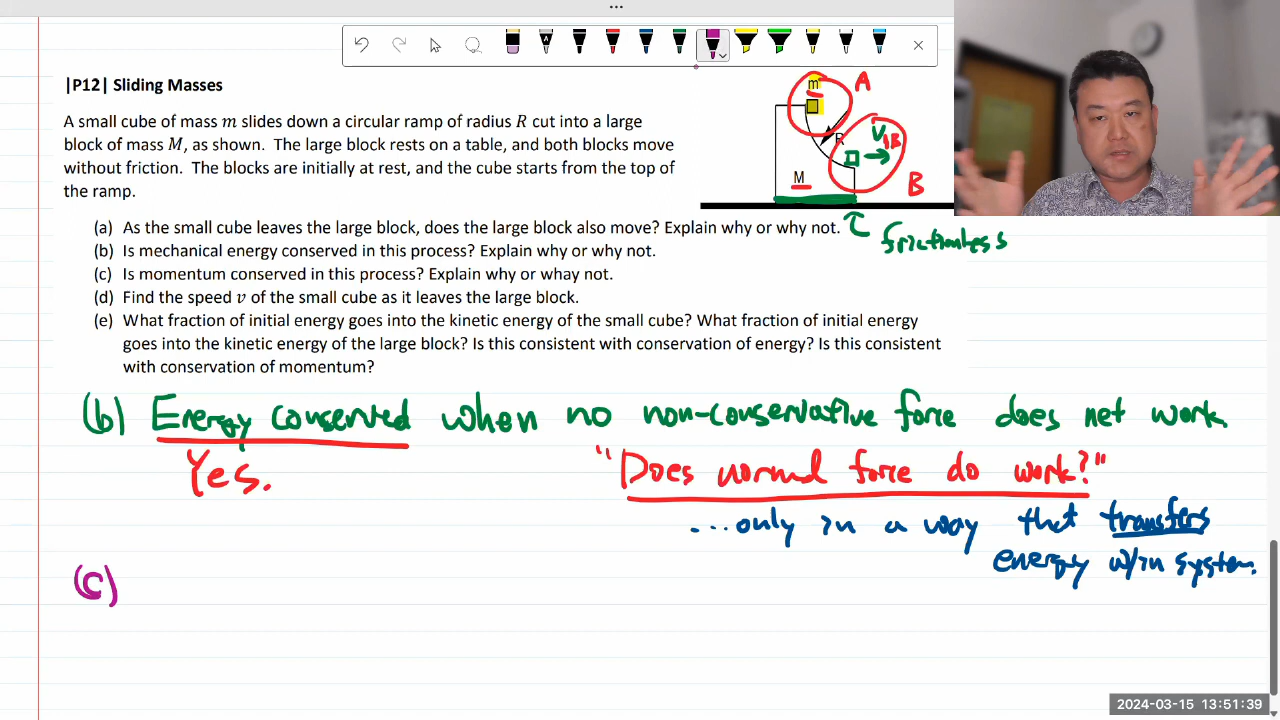 |P12| Sliding Masses
A small cube of mass m slides down a circular ramp of radius R cut into a large
block of mass M, as shown. The large block rests on a table, and both blocks move
without friction. The blocks are initially at rest, and the cube starts from the top of
the ramp.
m
A
R
V1B
B
M
frictionless
(a) As the small cube leaves the large block, does the large block also move? Explain why or why not.
(b) Is mechanical energy conserved in this process? Explain why or why not.
(c) Is momentum conserved in this process? Explain why or whay not.
(d) Find the speed v of the small cube as it leaves the large block.
(e) What fraction of initial energy goes into the kinetic energy of the small cube? What fraction of initial energy
goes into the kinetic energy of the large block? Is this consistent with conservation of energy? Is this consistent
with conservation of momentum?
(b) Energy conserved when no non-conservative force does net work.
Yes.
"Does normal force do work?"
...only in a way that transfers
energy w/in system.
(c)
2024-03-15 13:51:39